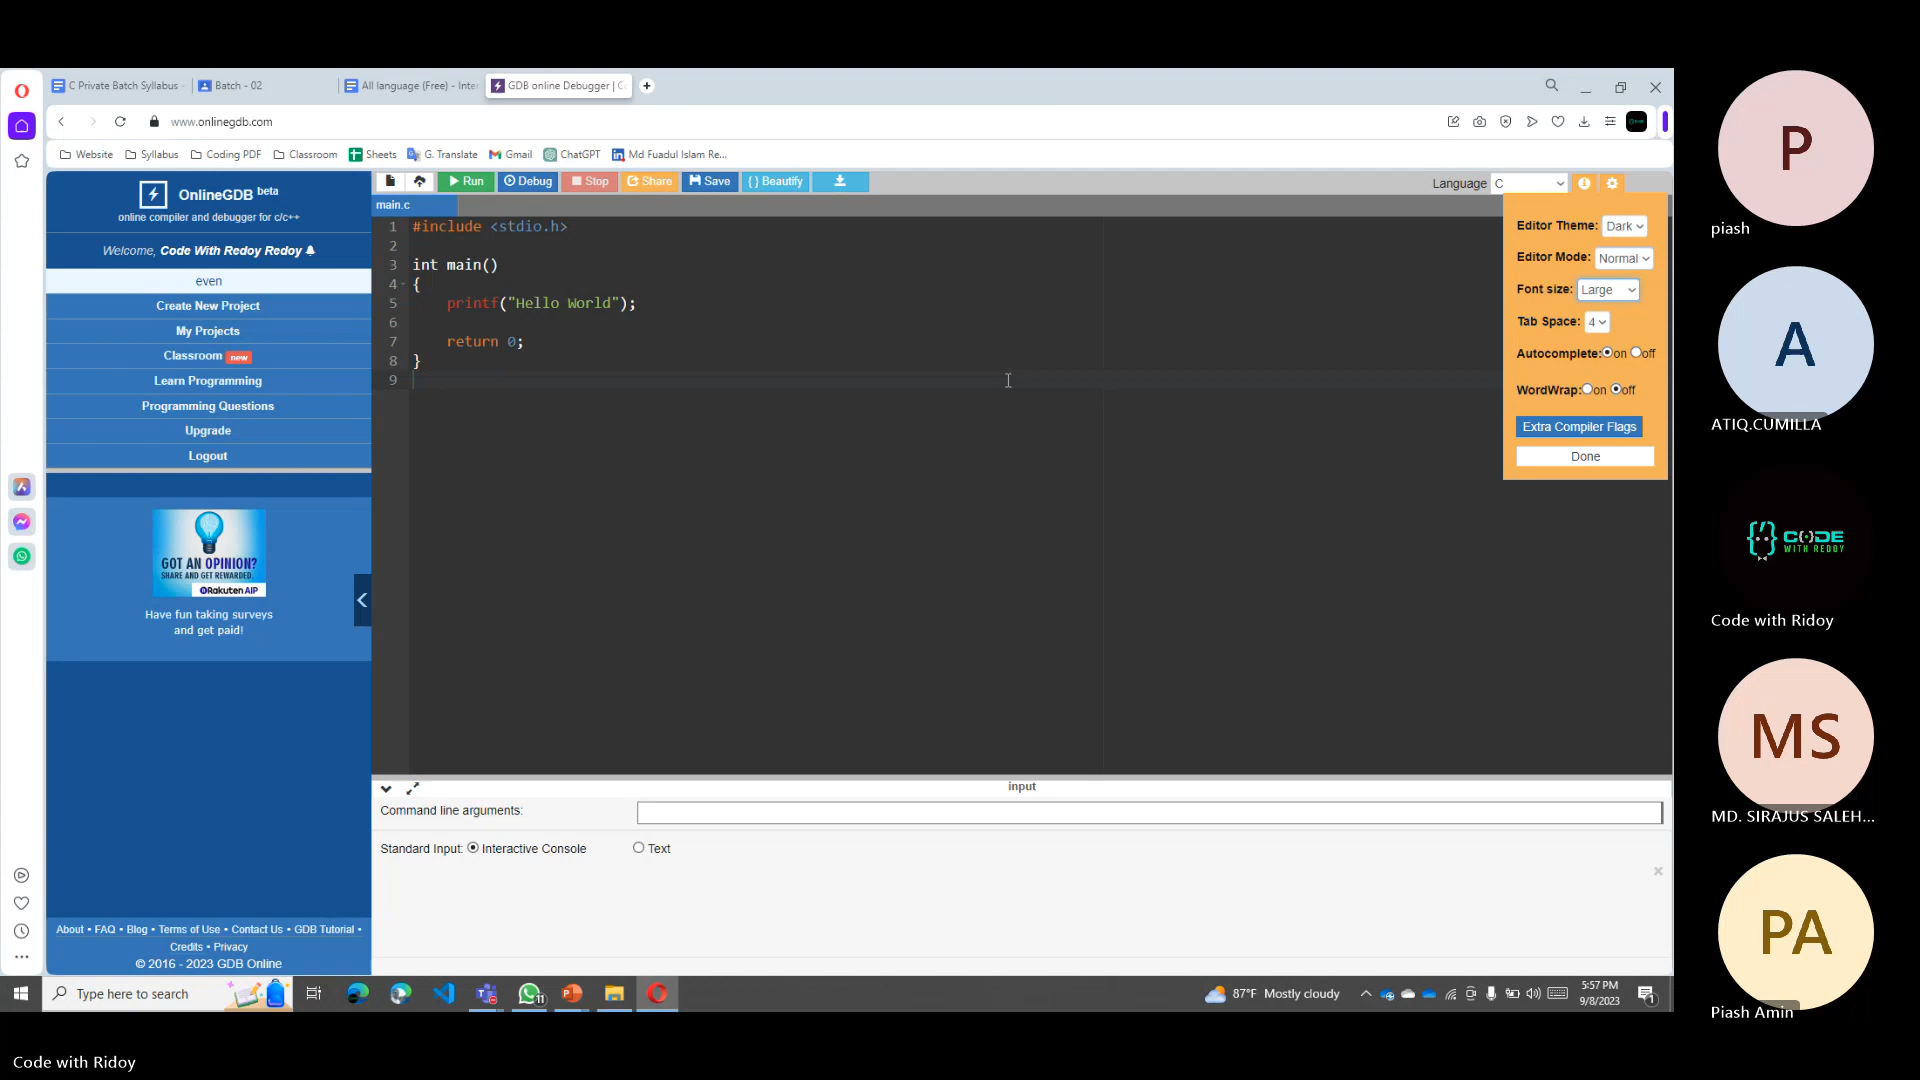 C Private Batch Syllabus
Batch - 02
All language (Free) - Inte
GDB online Debugger | C
www.onlinegdb.com
Website
Syllabus
Coding PDF
Classroom
Sheets
G. Translate
Gmail
ChatGPT
Md Fuadul Islam Re...
OnlineGDB beta
online compiler and debugger for c/c++
Welcome, Code With Redoy Redoy
even
Create New Project
My Projects
Classroom new
Learn Programming
Programming Questions
Upgrade
Logout
GOT AN OPINION?
SHARE AND GET REWARDED.
Rakuten AIP
Have fun taking surveys
and get paid!
About • FAQ • Blog • Terms of Use • Contact Us • GDB Tutorial •
Credits • Privacy
© 2016 - 2023 GDB Online
Run
Debug
Stop
Share
Save
{ } Beautify
Language C
main.c
1 #include <stdio.h>
2
3 int main()
4 {
5 printf("Hello World");
6
7 return 0;
8 }
9
Editor Theme: Dark
Editor Mode: Normal
Font size: Large
Tab Space: 4
Autocomplete: on off
WordWrap: on off
Extra Compiler Flags
Done
input
Command line arguments:
Standard Input: Interactive Console Text
Type here to search
11
87°F Mostly cloudy
5:57 PM
9/8/2023
1
P
piash
A
ATIQ.CUMILLA
CODE
WITH REDOY
Code with Ridoy
MS
MD. SIRAJUS SALEH...
PA
Piash Amin
Code with Ridoy